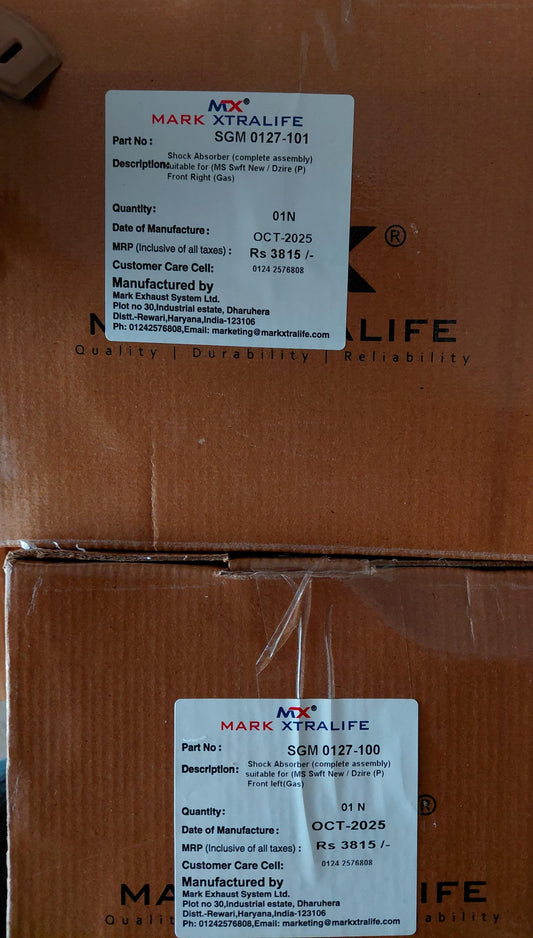 MTX®
MARK XTRALIFE
Part No : SGM 0127-101
Description: Shock Absorber (complete assembly)
suitable for (MS Swft New / Dzire (P)
Front Right (Gas)
Quantity: 01N
Date of Manufacture : OCT-2025
MRP (Inclusive of all taxes) : Rs 3815 /-
Customer Care Cell: 0124 2576808
Manufactured by
Mark Exhaust System Ltd.
Plot no 30,Industrial estate, Dharuhera
Distt.-Rewari,Haryana,India-123106
Ph: 01242576808,Email: marketing@markxtralife.com
®
RALIFE
Quality | Durability | Reliability
MTX®
MARK XTRALIFE
Part No : SGM 0127-100
Description: Shock Absorber (complete assembly)
suitable for (MS Swft New / Dzire (P)
Front left(Gas)
Quantity: 01 N
Date of Manufacture : OCT-2025
MRP (Inclusive of all taxes) : Rs 3815 /-
Customer Care Cell: 0124 2576808
Manufactured by
Mark Exhaust System Ltd.
Plot no 30,Industrial estate, Dharuhera
Distt.-Rewari,Haryana,India-123106
Ph: 01242576808,Email: marketing@markxtralife.com
®
MA ALIFE
Qualit ability